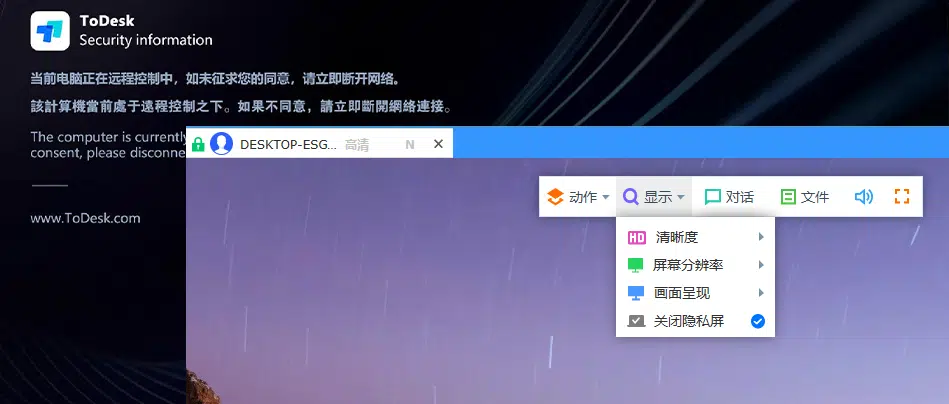 ToDesk
Security information
当前电脑正在远程控制中，如未征求您的同意，请立即断开网络。
該計算機當前處于遠程控制之下。如果不同意，請立即斷開網絡連接。
The computer is currently
consent, please disconne
www.ToDesk.com
DESKTOP-ESG... 高清 N
动作 显示 对话 文件
HD 清晰度
屏幕分辨率
画面呈现
关闭隐私屏